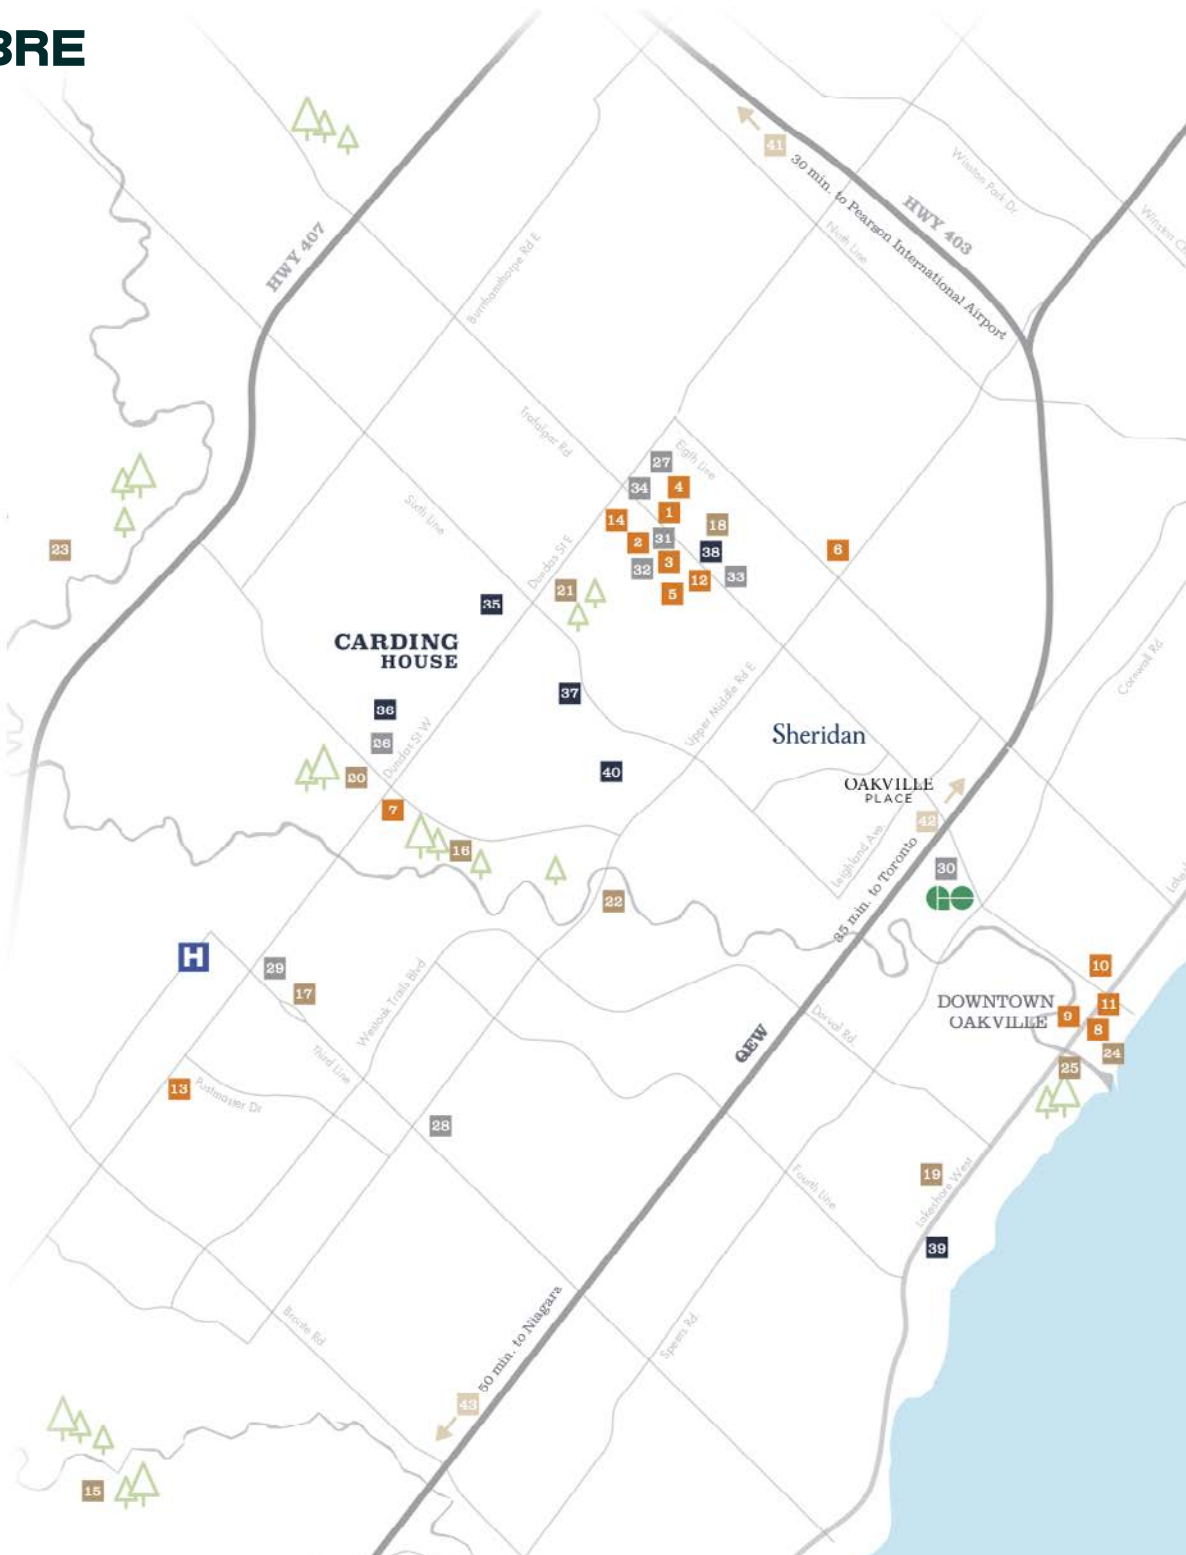 BRE
41
30 min. to Pearson International Airport
Winston Park Dr.
HWY 403
North Line
HWY 407
Burnhamthorpe Rd E
Trafalgar Rd
Eigth Line
27
34
4
14
1
18
2
31
38
6
23
32
3
12
33
5
21
Sixth Line
Dundas St E
35
CARDING
HOUSE
37
36
26
Dundas St W
20
7
40
Upper Middle Rd E
Cornwall Rd
Sheridan
OAKVILLE
PLACE
42
Leighland Ave.
35 min. to Toronto
30
GO
16
22
H
29
17
Third Line
Postmaster Dr
13
28
QEW
Dorval Rd.
10
DOWNTOWN
OAKVILLE
9
11
8
24
25
19
Lakeshore West
39
Fourth Line
Speers Rd.
Bronte Rd
50 min. to Niagara
43
15